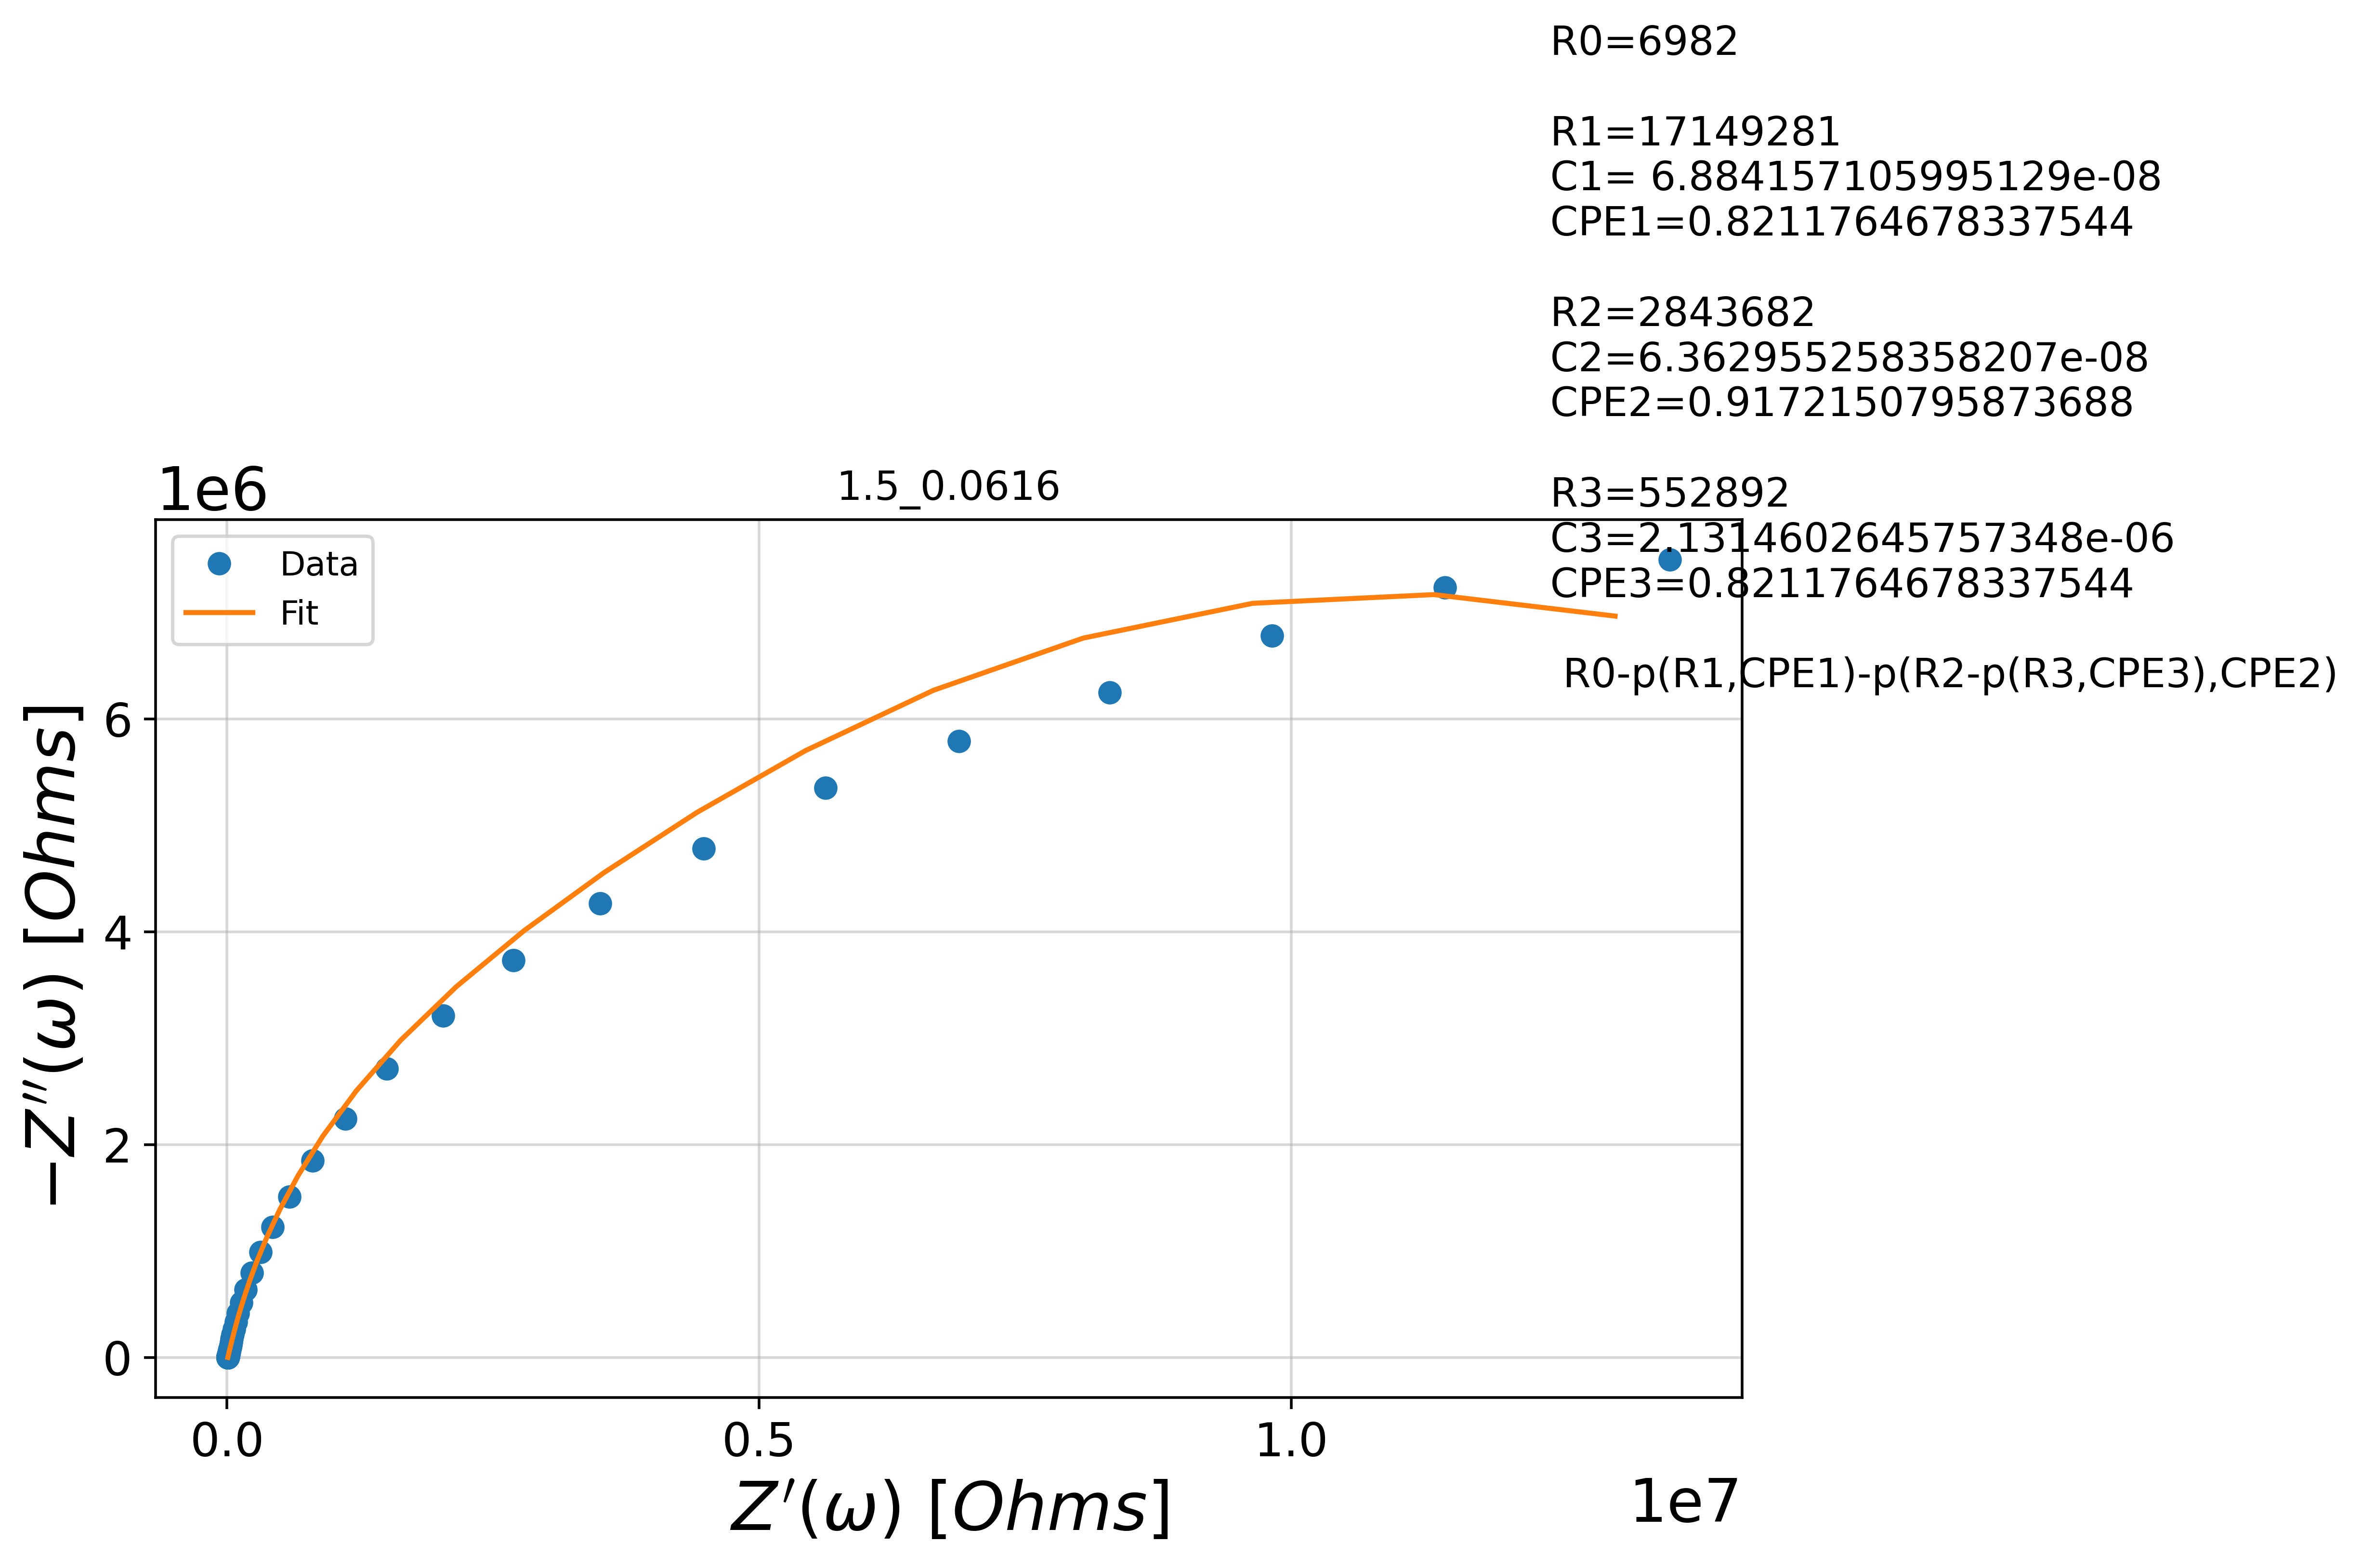 R0=6982
R1=17149281
C1= 6.884157105995129e-08
CPE1=0.8211764678337544
R2=2843682
C2=6.362955258358207e-08
CPE2=0.9172150795873688
R3=552892
C3=2.1314602645757348e-06
CPE3=0.8211764678337544
R0-p(R1,CPE1)-p(R2-p(R3,CPE3),CPE2)
1e6
1.5_0.0616
Data
Fit
6
4
2
0
−Z′′(ω) [Ohms]
0.0
0.5
1.0
Z′(ω) [Ohms]
1e7